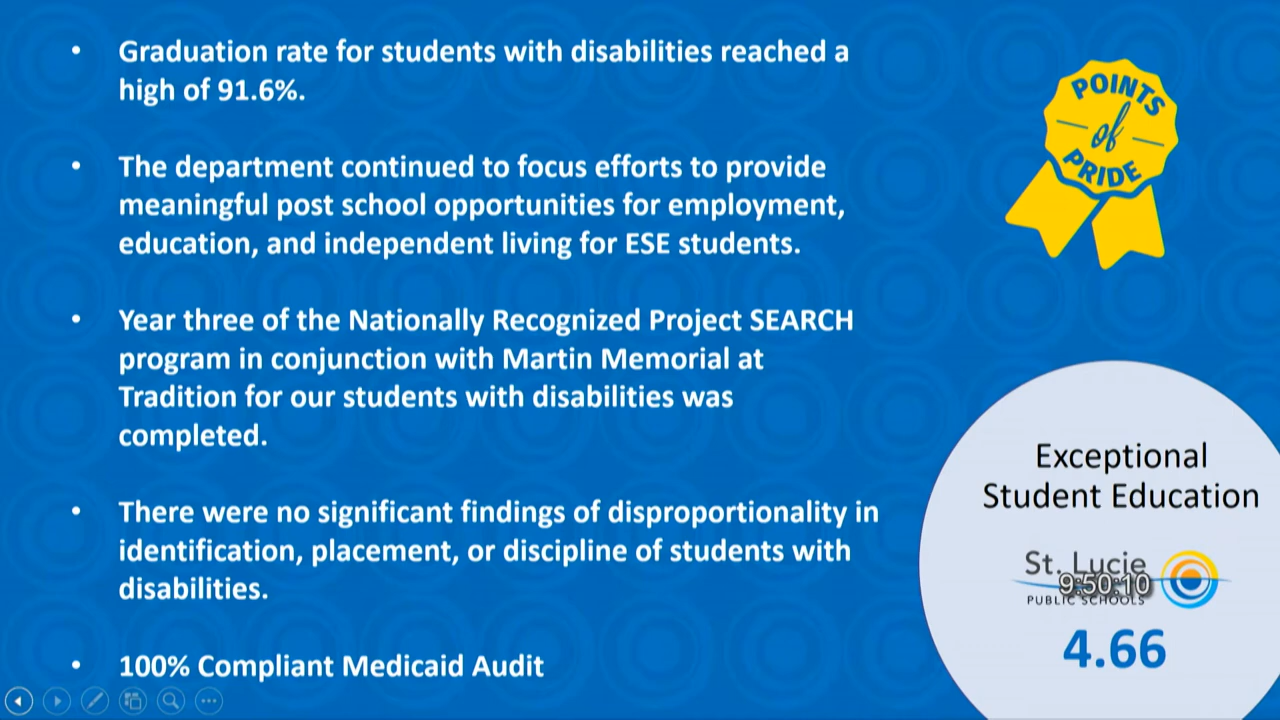 • Graduation rate for students with disabilities reached a
high of 91.6%.
• The department continued to focus efforts to provide
meaningful post school opportunities for employment,
education, and independent living for ESE students.
• Year three of the Nationally Recognized Project SEARCH
program in conjunction with Martin Memorial at
Tradition for our students with disabilities was
completed.
• There were no significant findings of disproportionality in
identification, placement, or discipline of students with
disabilities.
• 100% Compliant Medicaid Audit
POINTS
of
PRIDE
Exceptional
Student Education
St. Lucie
9:50:10
PUBLIC SCHOOLS
4.66